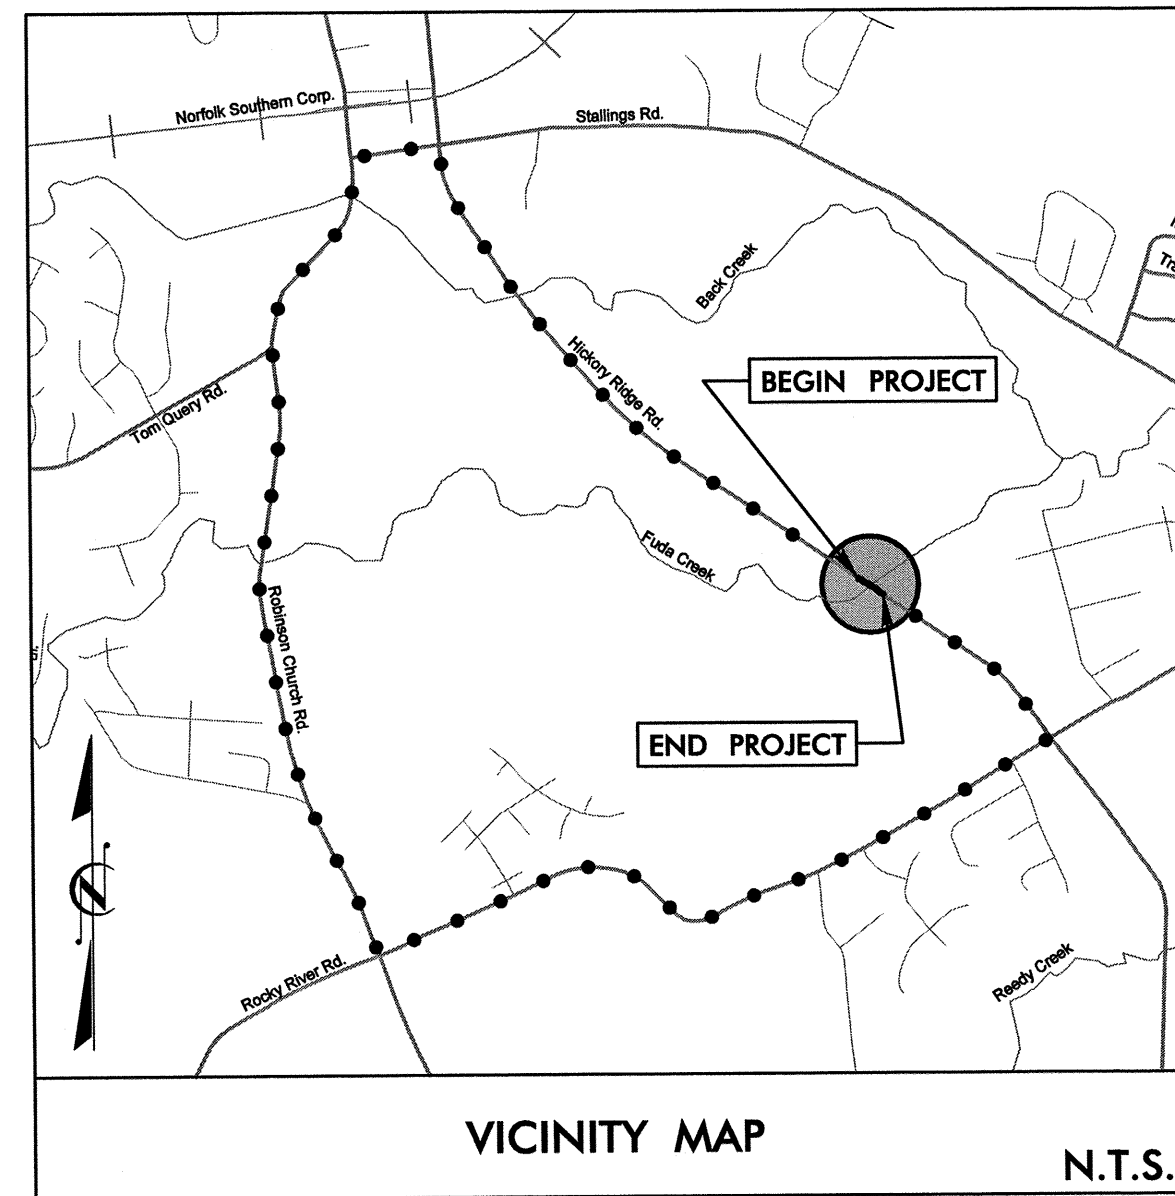 Norfolk Southern Corp.
Stallings Rd.
Back Creek
Hickory Ridge Rd.
BEGIN PROJECT
Tom Query Rd.
Fuda Creek
Robinson Church Rd.
END PROJECT
N
Rocky River Rd.
Reedy Creek
VICINITY MAP
N.T.S.